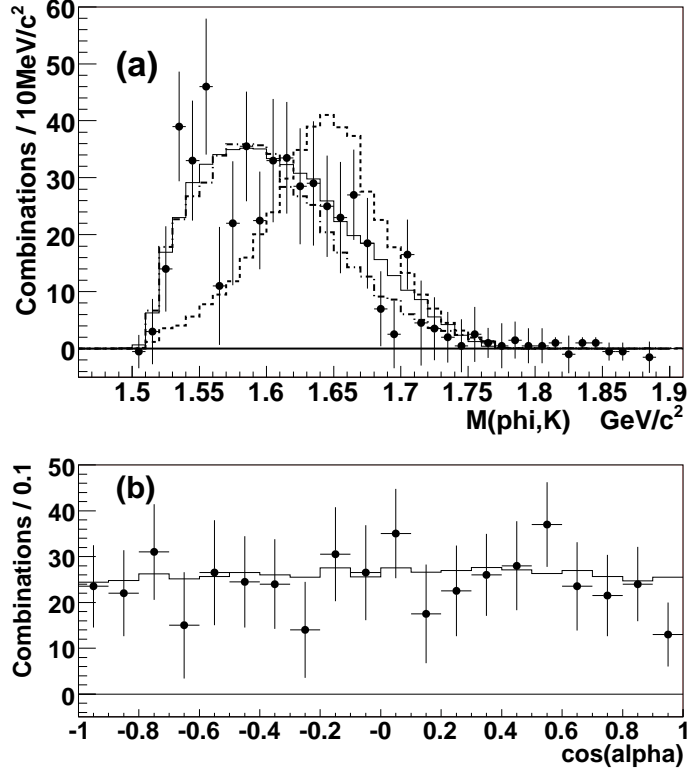 (a)
Combinations / 10MeV/c²
60
50
40
30
20
10
0
1.5 1.55 1.6 1.65 1.7 1.75 1.8 1.85 1.9
M(phi,K) GeV/c²
(b)
Combinations / 0.1
50
40
30
20
10
0
-1 -0.8 -0.6 -0.4 -0.2 -0 0.2 0.4 0.6 0.8 1
cos(alpha)